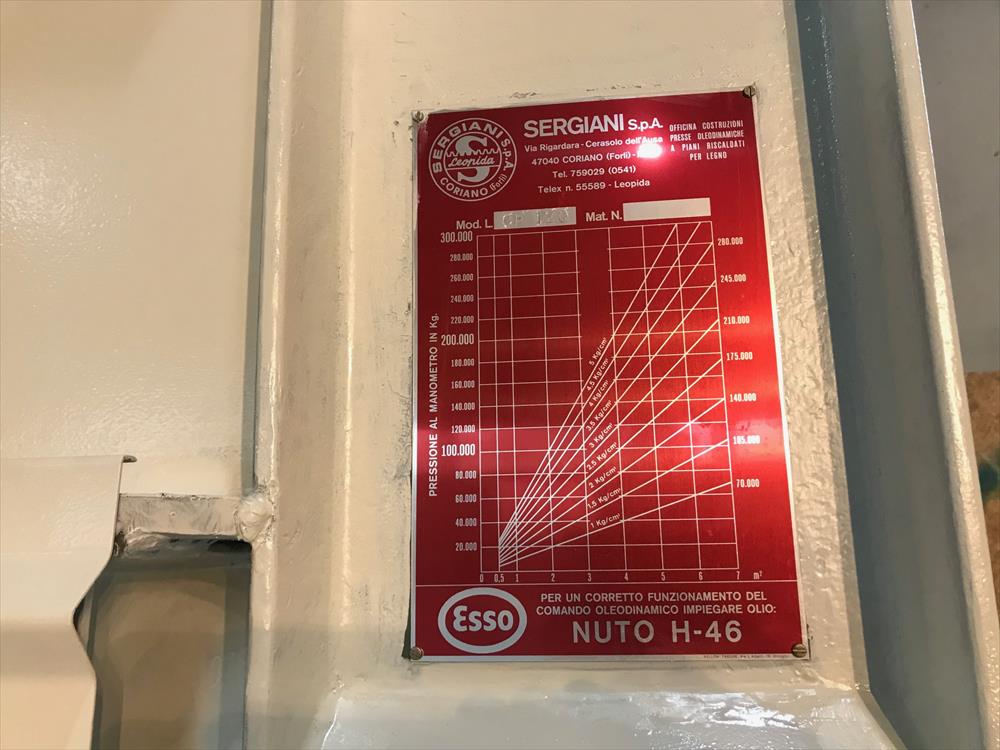 SERGIANI S.p.A.
Leopida
CORIANO (Forlì)
SERGIANI S.p.A.
Via Rigardara - Cerasolo dell'Ausa
47040 CORIANO (Forlì) -
Tel. 759029 (0541)
Telex n. 55589 - Leopida
OFFICINA COSTRUZIONI
PRESSE OLEODINAMICHE
A PIANI RISCALDATI
PER LEGNO
Mod. L. Mat. N.
PRESSIONE AL MANOMETRO IN Kg.
300.000
280.000
260.000
240.000
220.000
200.000
180.000
160.000
140.000
120.000
100.000
80.000
60.000
40.000
20.000
5 Kg/cm²
4,5 Kg/cm²
4 Kg/cm²
3,5 Kg/cm²
3 Kg/cm²
2,5 Kg/cm²
2 Kg/cm²
1,5 Kg/cm²
1 Kg/cm²
280.000
245.000
210.000
175.000
140.000
105.000
70.000
0 0,5 1 2 3 4 5 6 7 m²
Esso
PER UN CORRETTO FUNZIONAMENTO DEL
COMANDO OLEODINAMICO IMPIEGARE OLIO:
NUTO H-46